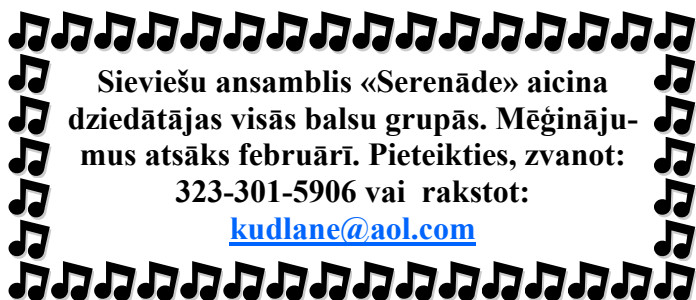 Sieviešu ansamblis «Serenāde» aicina
dziedātājas visās balsu grupās. Mēģināju-
mus atsāks februārī. Pieteikties, zvanot:
323-301-5906 vai  rakstot:
kudlane@aol.com